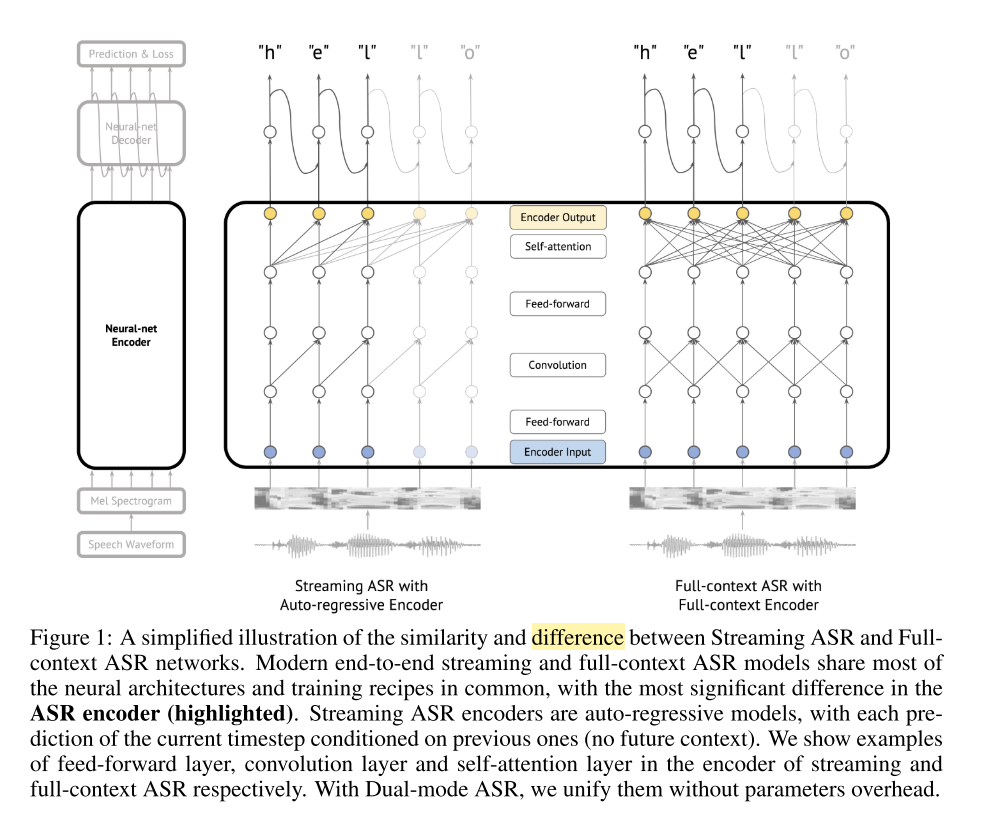 Prediction & Loss
Neural-net
Decoder
Neural-net
Encoder
Mel Spectrogram
Speech Waveform
"h" "e" "l" "l" "o"
"h" "e" "l" "l" "o"
Encoder Output
Self-attention
Feed-forward
Convolution
Feed-forward
Encoder Input
Streaming ASR with
Auto-regressive Encoder
Full-context ASR with
Full-context Encoder
Figure 1: A simplified illustration of the similarity and difference between Streaming ASR and Full-
context ASR networks. Modern end-to-end streaming and full-context ASR models share most of
the neural architectures and training recipes in common, with the most significant difference in the
ASR encoder (highlighted). Streaming ASR encoders are auto-regressive models, with each pre-
diction of the current timestep conditioned on previous ones (no future context). We show examples
of feed-forward layer, convolution layer and self-attention layer in the encoder of streaming and
full-context ASR respectively. With Dual-mode ASR, we unify them without parameters overhead.